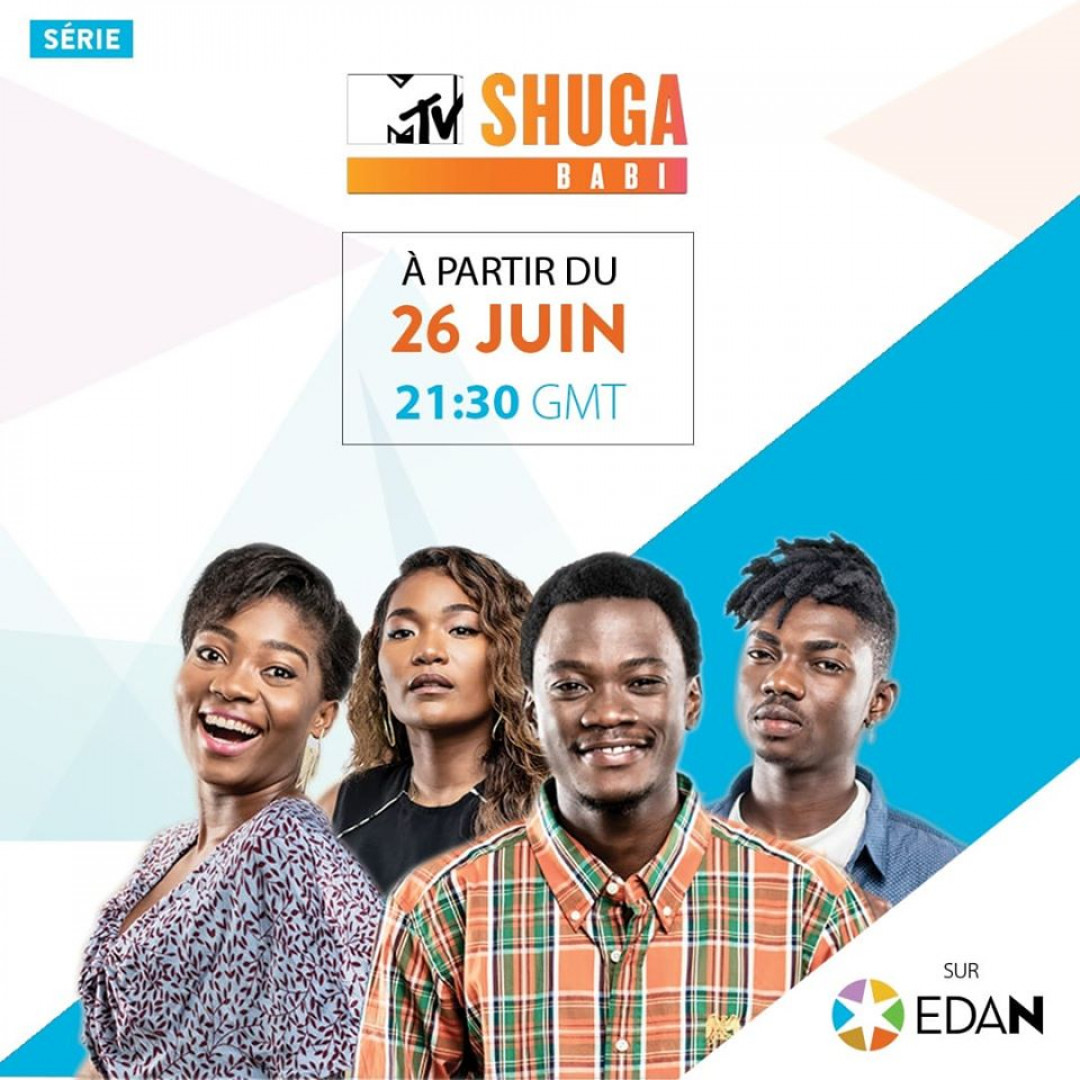 SÉRIE
MTV SHUGA
BABI
À PARTIR DU
26 JUIN
21:30 GMT
SUR
EDAN